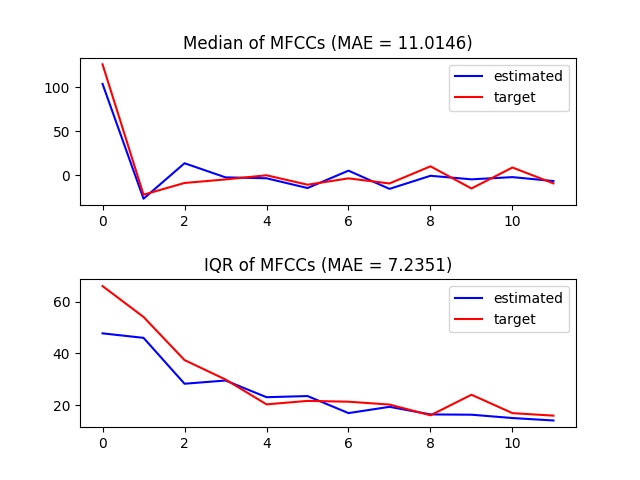 Median of MFCCs (MAE = 11.0146)
100
50
0
estimated
target
0 2 4 6 8 10
IQR of MFCCs (MAE = 7.2351)
60
40
20
estimated
target
0 2 4 6 8 10